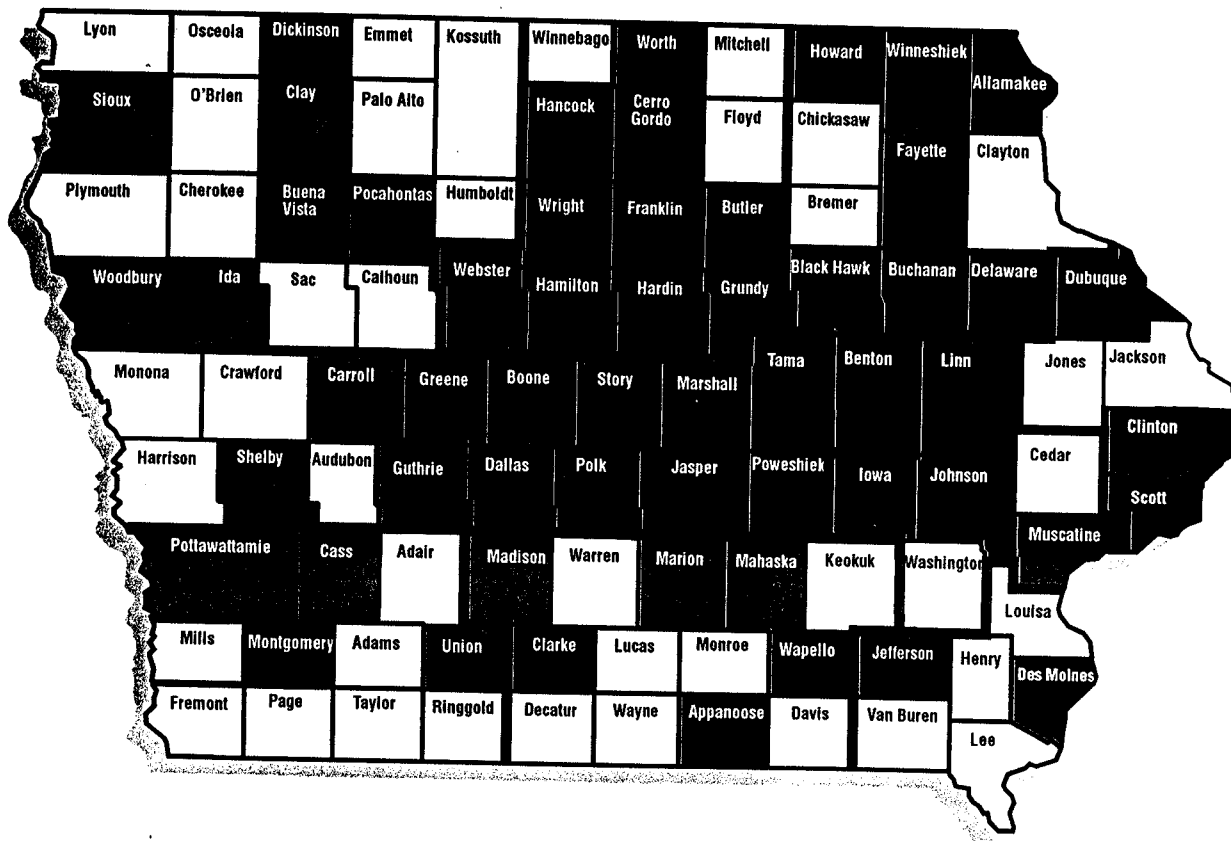 Lyon
Osceola
Dickinson
Emmet
Kossuth
Winnebago
Worth
Mitchell
Howard
Winneshiek
Allamakee
Sioux
O'Brien
Clay
Palo Alto
Hancock
Cerro
Gordo
Floyd
Chickasaw
Fayette
Clayton
Plymouth
Cherokee
Buena
Vista
Pocahontas
Humboldt
Wright
Franklin
Butler
Bremer
Woodbury
Ida
Sac
Calhoun
Webster
Hamilton
Hardin
Grundy
Black Hawk
Buchanan
Delaware
Dubuque
Monona
Crawford
Carroll
Greene
Boone
Story
Marshall
Tama
Benton
Linn
Jones
Jackson
Harrison
Shelby
Audubon
Guthrie
Dallas
Polk
Jasper
Poweshiek
Iowa
Johnson
Cedar
Clinton
Scott
Muscatine
Pottawattamie
Cass
Adair
Madison
Warren
Marion
Mahaska
Keokuk
Washington
Louisa
Mills
Montgomery
Adams
Union
Clarke
Lucas
Monroe
Wapello
Jefferson
Henry
Des Moines
Fremont
Page
Taylor
Ringgold
Decatur
Wayne
Appanoose
Davis
Van Buren
Lee